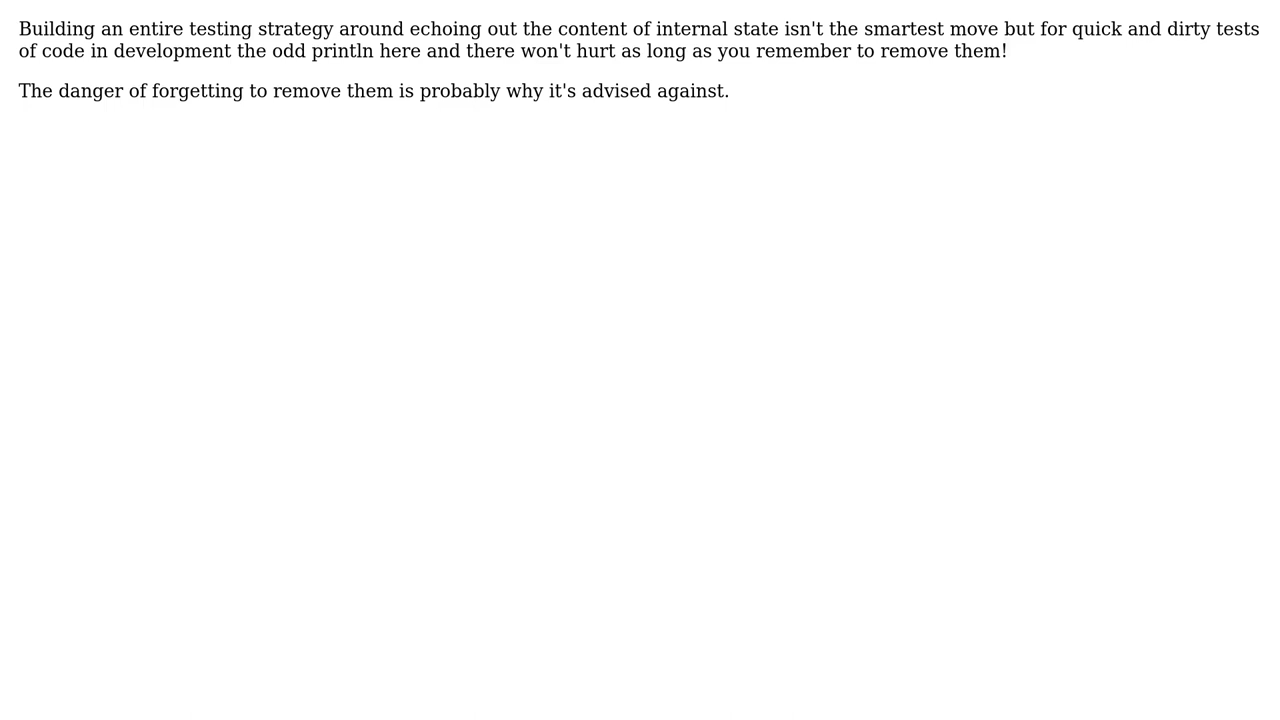 Building an entire testing strategy around echoing out the content of internal state isn't the smartest move but for quick and dirty tests
of code in development the odd println here and there won't hurt as long as you remember to remove them!
The danger of forgetting to remove them is probably why it's advised against.